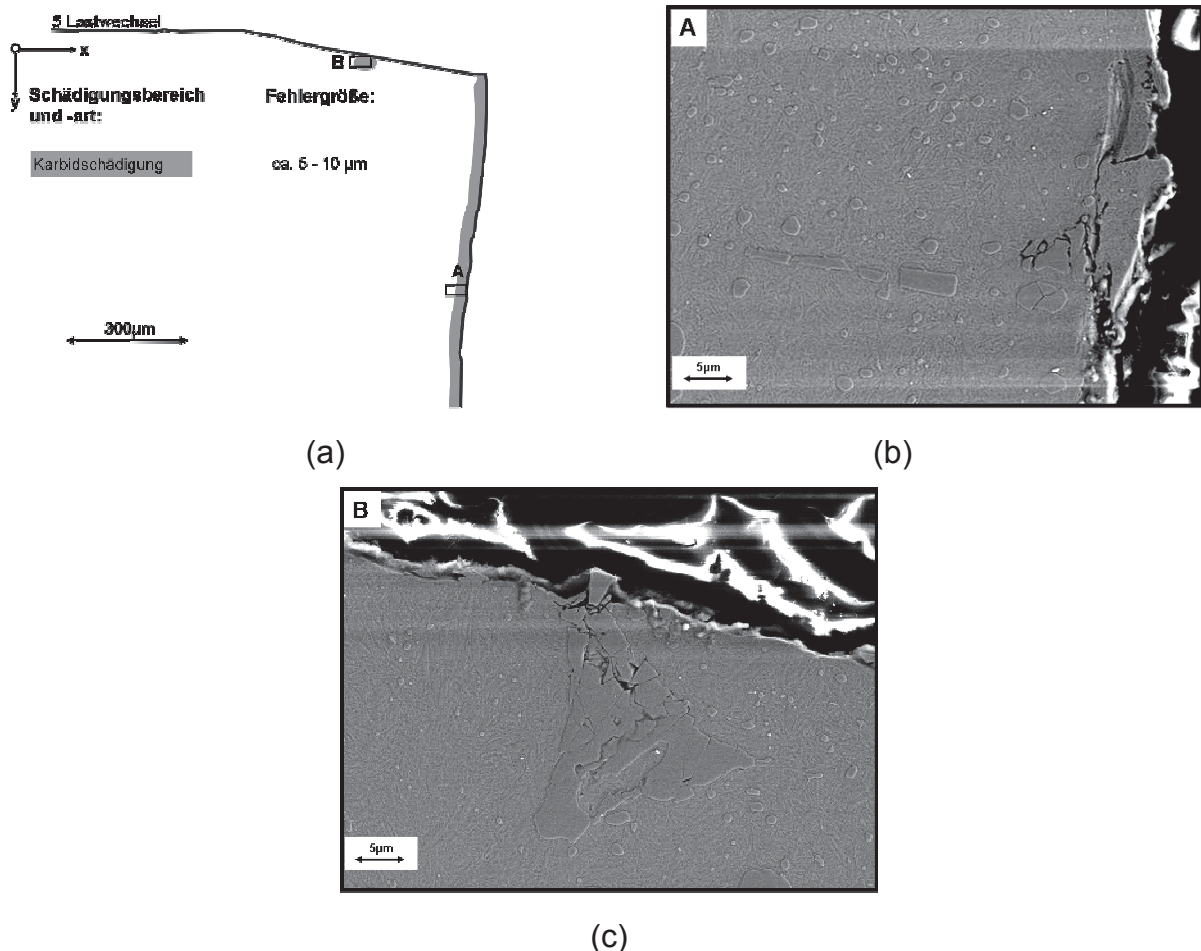 5 Lastwechsel
x
B
y
Schädigungsbereich
und -art:
Fehlergröße:
Karbidschädigung
ca. 5 - 10 µm
A
300µm
(a)
A
5µm
(b)
B
5µm
(c)